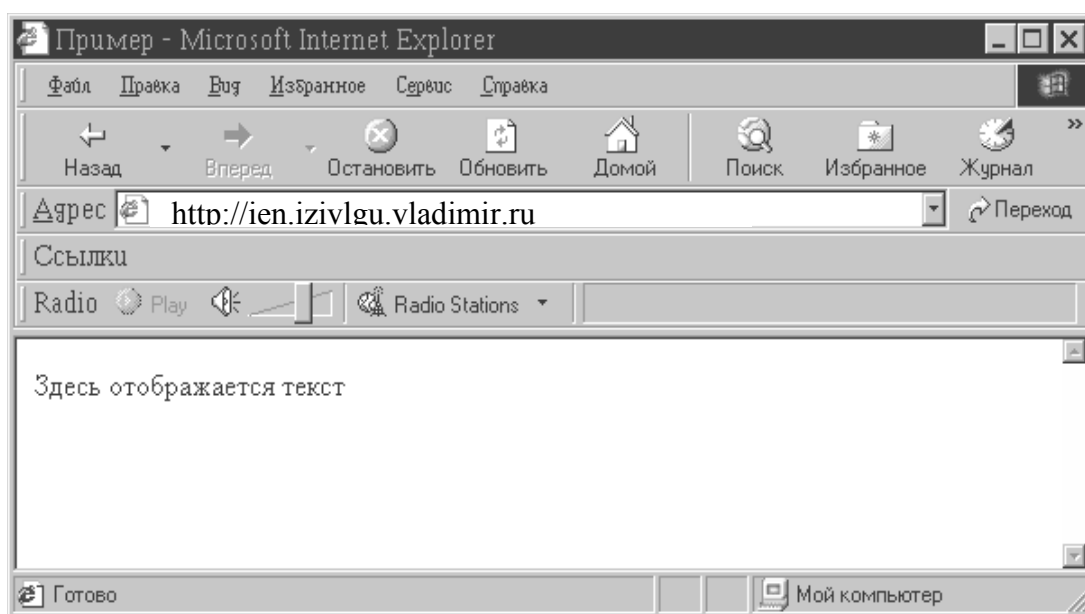 Пример - Microsoft Internet Explorer
Файл Правка Вид Избранное Сервис Справка
Назад Вперед Остановить Обновить Домой Поиск Избранное Журнал »
Адрес http://ien.izivlgu.vladimir.ru Переход
Ссылки
Radio Play Radio Stations
Здесь отображается текст
Готово Мой компьютер